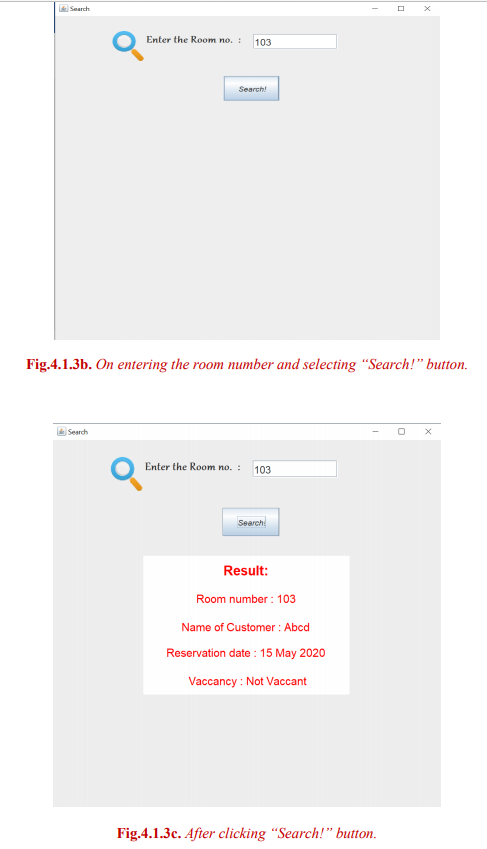 Search
Enter the Room no. : 103
Search!
Fig.4.1.3b. On entering the room number and selecting “Search!” button.
Search
Enter the Room no. : 103
Search
Result:
Room number : 103
Name of Customer : Abcd
Reservation date : 15 May 2020
Vaccancy : Not Vaccant
Fig.4.1.3c. After clicking “Search!” button.